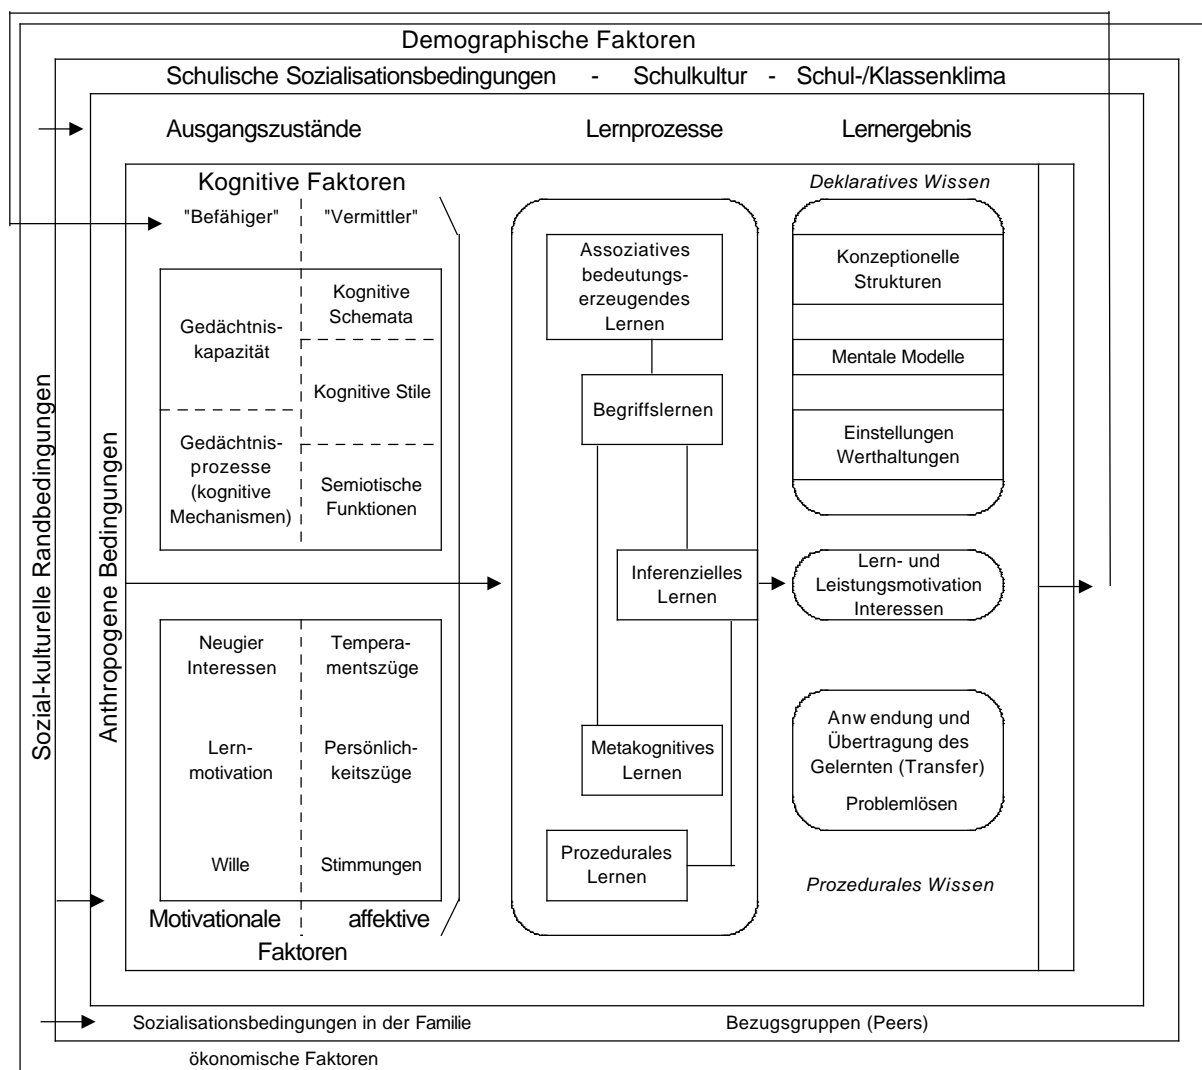 Demographische Faktoren
Schulische Sozialisationsbedingungen - Schulkultur - Schul-/Klassenklima
Sozial-kulturelle Randbedingungen
Anthropogene Bedingungen
Ausgangszustände
Lernprozesse
Lernergebnis
Kognitive Faktoren
"Befähiger"
"Vermittler"
Gedächtnis-
kapazität
Gedächtnis-
prozesse
(kognitive
Mechanismen)
Kognitive
Schemata
Kognitive Stile
Semiotische
Funktionen
Neugier
Interessen
Lern-
motivation
Wille
Tempera-
mentszüge
Persönlich-
keitszüge
Stimmungen
Motivationale
affektive
Faktoren
Assoziatives
bedeutungs-
erzeugendes
Lernen
Begriffslernen
Inferenzielles
Lernen
Metakognitives
Lernen
Prozedurales
Lernen
Deklaratives Wissen
Konzeptionelle
Strukturen
Mentale Modelle
Einstellungen
Werthaltungen
Lern- und
Leistungsmotivation
Interessen
Anwendung und
Übertragung des
Gelernten (Transfer)
Problemlösen
Prozedurales Wissen
Sozialisationsbedingungen in der Familie
Bezugsgruppen (Peers)
ökonomische Faktoren